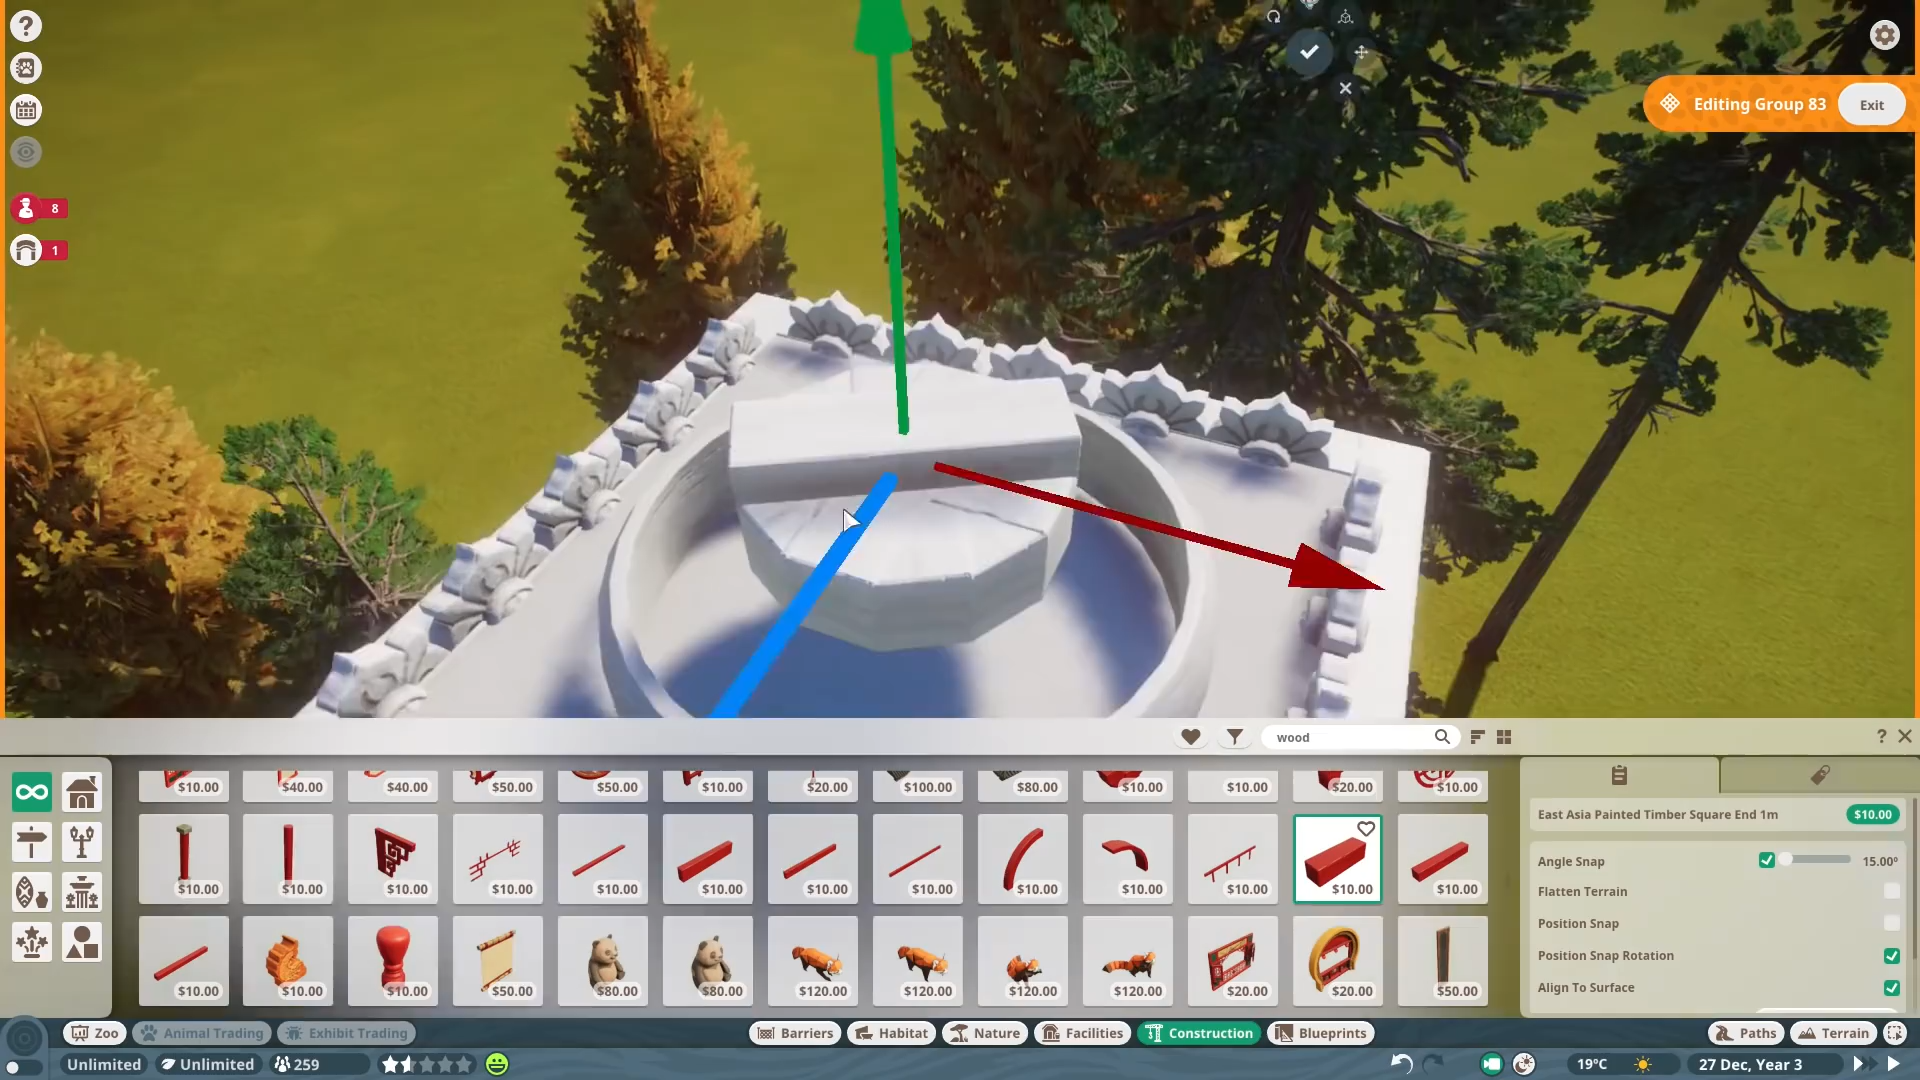 ?
Editing Group 83
Exit
8
1
wood
?
$10.00 $40.00 $40.00 $50.00 $50.00 $10.00 $20.00 $100.00 $80.00 $10.00 $10.00 $20.00 $10.00
$10.00 $10.00 $10.00 $10.00 $10.00 $10.00 $10.00 $10.00 $10.00 $10.00 $10.00 $10.00 $10.00
$10.00 $10.00 $10.00 $50.00 $80.00 $80.00 $120.00 $120.00 $120.00 $120.00 $20.00 $20.00 $50.00
East Asia Painted Timber Square End 1m $10.00
Angle Snap 15.00°
Flatten Terrain
Position Snap
Position Snap Rotation
Align To Surface
Zoo Animal Trading Exhibit Trading Barriers Habitat Nature Facilities Construction Blueprints Paths Terrain
Unlimited Unlimited 259 19°C 27 Dec, Year 3